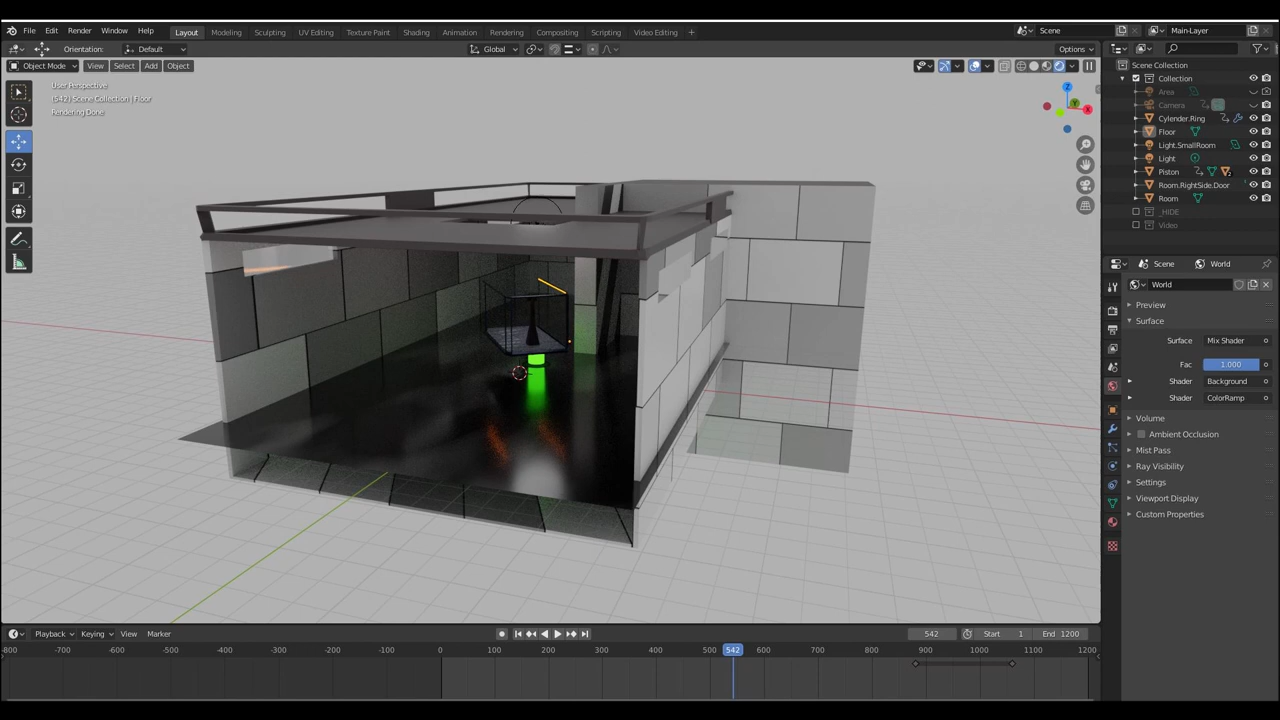 File Edit Render Window Help
Layout Modeling Sculpting UV Editing Texture Paint Shading Animation Rendering Compositing Scripting Video Editing +
Scene
Main-Layer
Orientation: Default
Global
Options
Object Mode View Select Add Object
User Perspective
(542) Scene Collection | Floor
Rendering Done
Z
Y
X
Scene Collection
Collection
Area
Camera
Cylender.Ring
Floor
Light.SmallRoom
Light
Piston
Room.RightSide.Door
Room
_HIDE
Video
Scene > World
World
Preview
Surface
Surface Mix Shader
Fac 1.000
Shader Background
Shader ColorRamp
Volume
Ambient Occlusion
Mist Pass
Ray Visibility
Settings
Viewport Display
Custom Properties
Playback Keying View Marker
542 Start 1 End 1200
-800 -700 -600 -500 -400 -300 -200 -100 0 100 200 300 400 500 542 600 700 800 900 1000 1100 1200